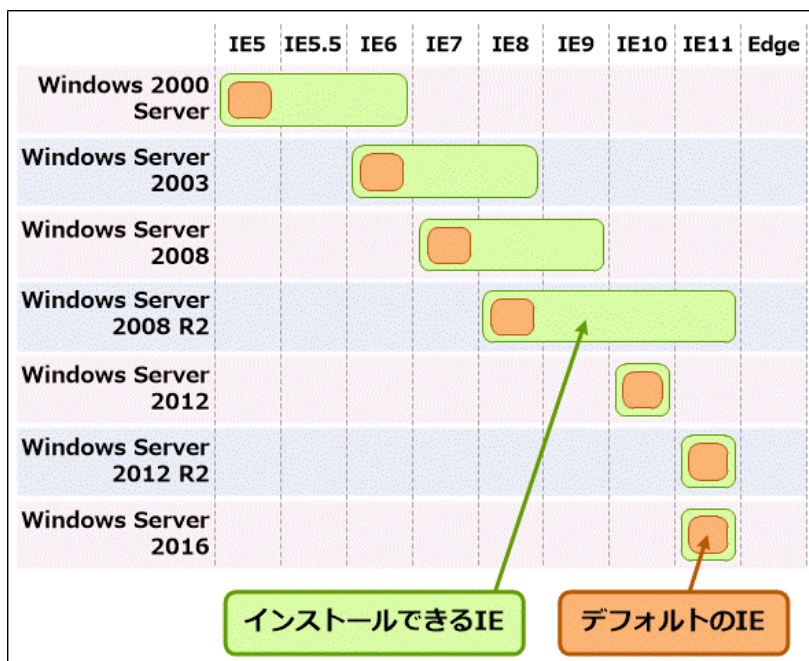 IE5 IE5.5 IE6 IE7 IE8 IE9 IE10 IE11 Edge
Windows 2000
Server
Windows Server
2003
Windows Server
2008
Windows Server
2008 R2
Windows Server
2012
Windows Server
2012 R2
Windows Server
2016
インストールできるIE
デフォルトのIE